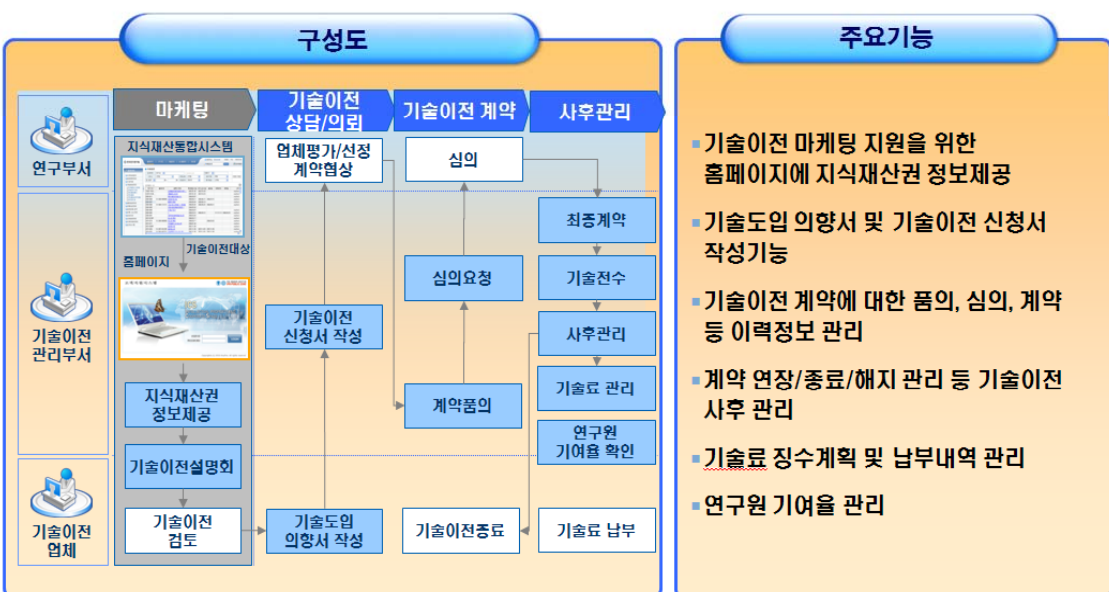 구성도
마케팅
기술이전
상담/의뢰
기술이전 계약
사후관리
연구부서
기술이전
관리부서
기술이전
업체
지식재산통합시스템
기술이전대상
홈페이지
지식재산권
정보제공
기술이전설명회
기술이전
검토
업체평가/선정
계약협상
기술이전
신청서 작성
기술도입
의향서 작성
심의
심의요청
계약품의
기술이전종료
최종계약
기술전수
사후관리
기술료 관리
연구원
기여율 확인
기술료 납부
주요기능
기술이전 마케팅 지원을 위한
홈페이지에 지식재산권 정보제공
기술도입 의향서 및 기술이전 신청서
작성기능
기술이전 계약에 대한 품의, 심의, 계약
등 이력정보 관리
계약 연장/종료/해지 관리 등 기술이전
사후 관리
기술료 징수계획 및 납부내역 관리
연구원 기여율 관리